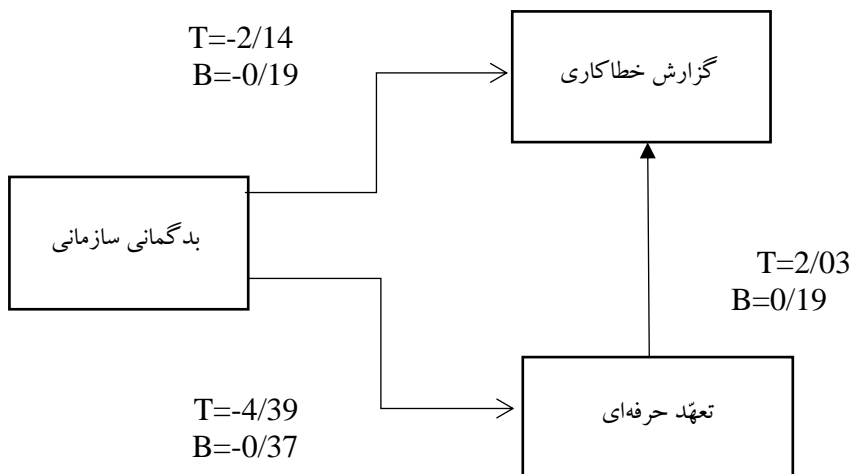 T=-2/14
B=-0/19
گزارش خطاکاری
بدگمانی سازمانی
T=2/03
B=0/19
T=-4/39
B=-0/37
تعهّد حرفه‌ای